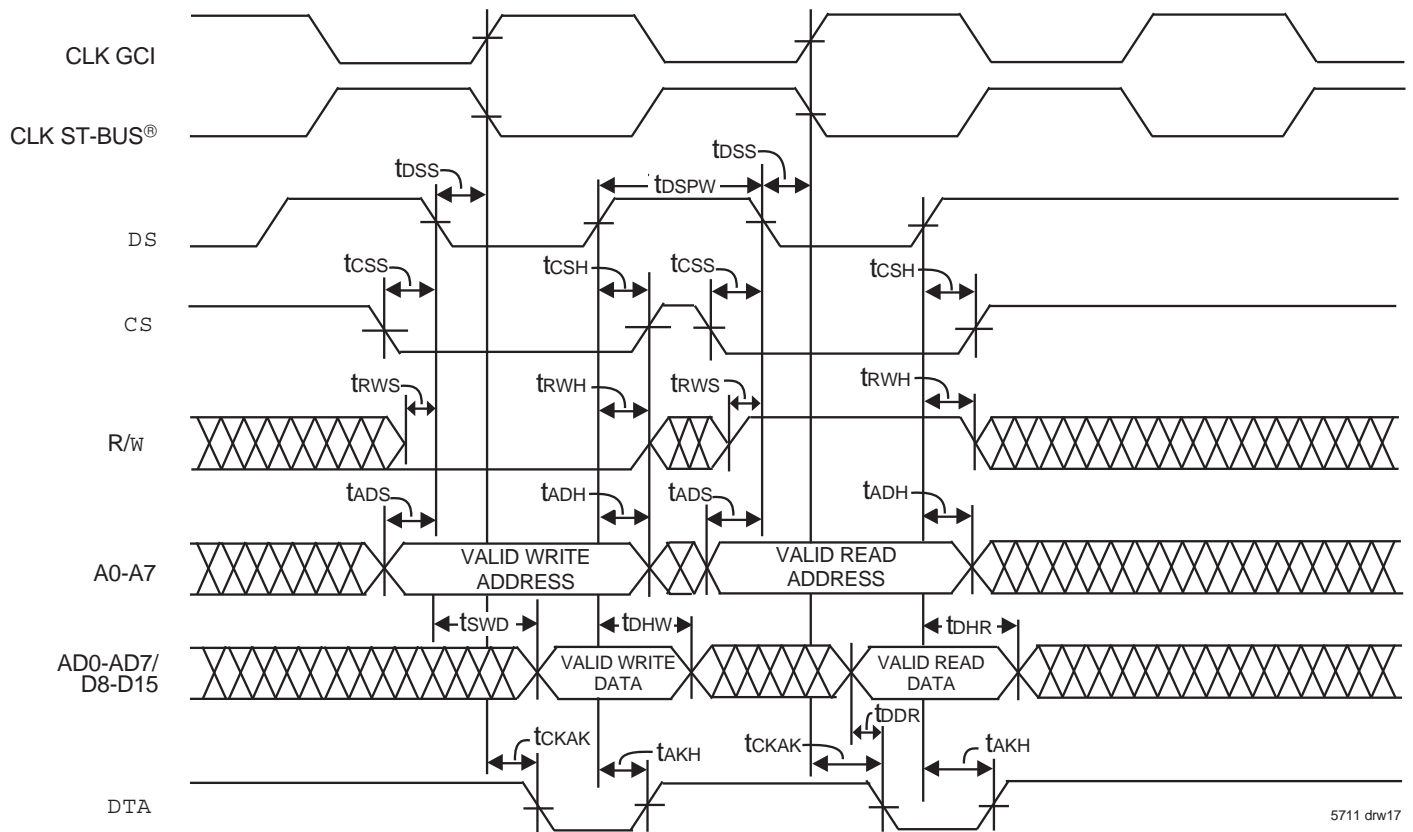 CLK GCI
CLK ST-BUS®
tDSS
tDSPW
tDSS
DS
tCSS
tCSH
tCSS
tCSH
CS
tRWS
tRWH
tRWS
tRWH
R/W
tADS
tADH
tADS
tADH
A0-A7
VALID WRITE
ADDRESS
VALID READ
ADDRESS
tSWD
tDHW
tDHR
AD0-AD7/
D8-D15
VALID WRITE
DATA
VALID READ
DATA
tDDR
tCKAK
tAKH
tCKAK
tAKH
DTA
5711 drw17